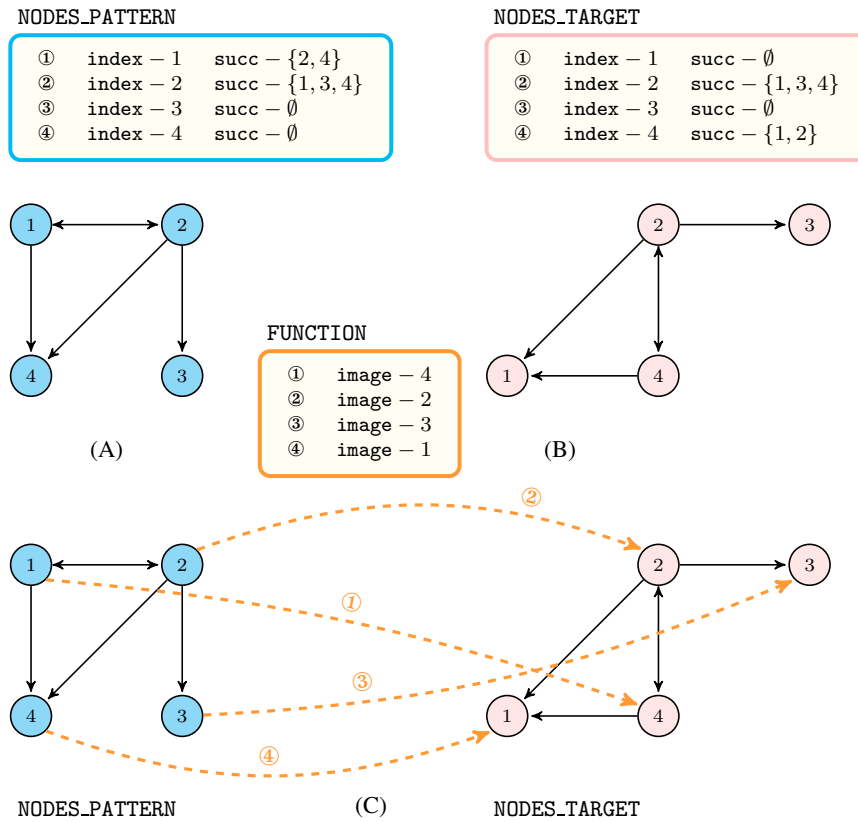 NODES_PATTERN
① index − 1 succ − {2, 4}
② index − 2 succ − {1, 3, 4}
③ index − 3 succ − ∅
④ index − 4 succ − ∅
NODES_TARGET
① index − 1 succ − ∅
② index − 2 succ − {1, 3, 4}
③ index − 3 succ − ∅
④ index − 4 succ − {1, 2}
1 2
4 3
(A)
FUNCTION
① image − 4
② image − 2
③ image − 3
④ image − 1
2 3
1 4
(B)
②
1 2 2 3
①
③
4 3 1 4
④
NODES_PATTERN
(C)
NODES_TARGET